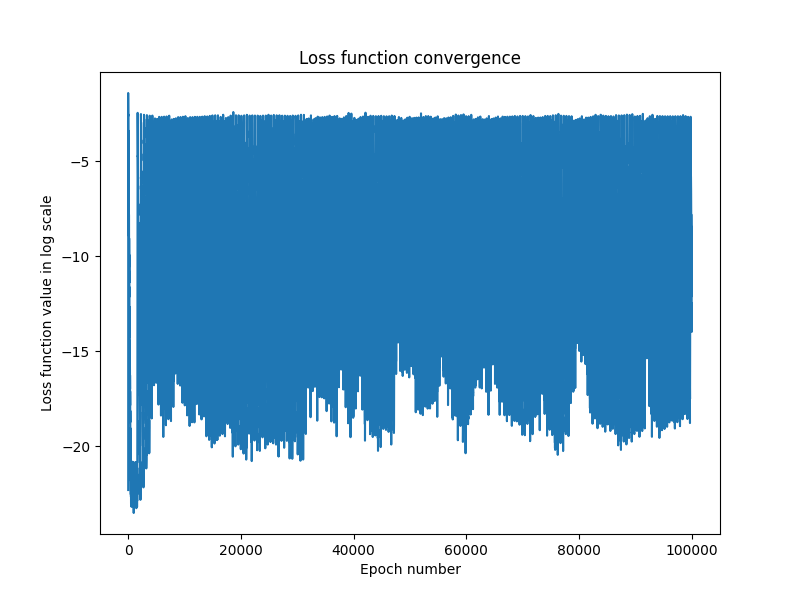 Loss function convergence
Loss function value in log scale
−5
−10
−15
−20
0 20000 40000 60000 80000 100000
Epoch number